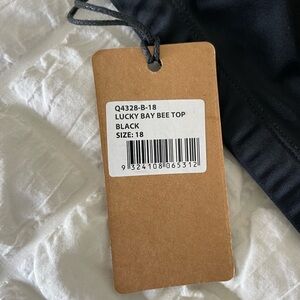 Q4328-B-18
LUCKY BAY BEE TOP
BLACK
SIZE: 18
9 324108 065312